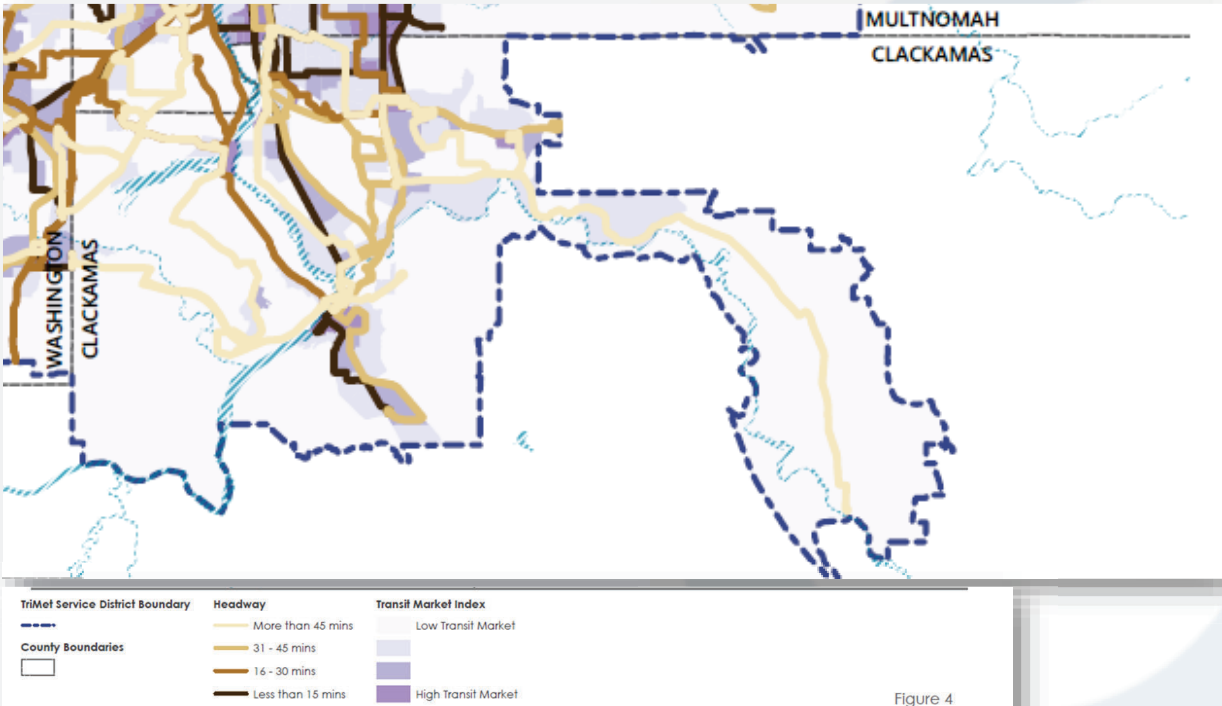 MULTNOMAH
CLACKAMAS
WASHINGTON
CLACKAMAS
TriMet Service District Boundary
County Boundaries
Headway
More than 45 mins
31 - 45 mins
16 - 30 mins
Less than 15 mins
Transit Market Index
Low Transit Market
High Transit Market
Figure 4